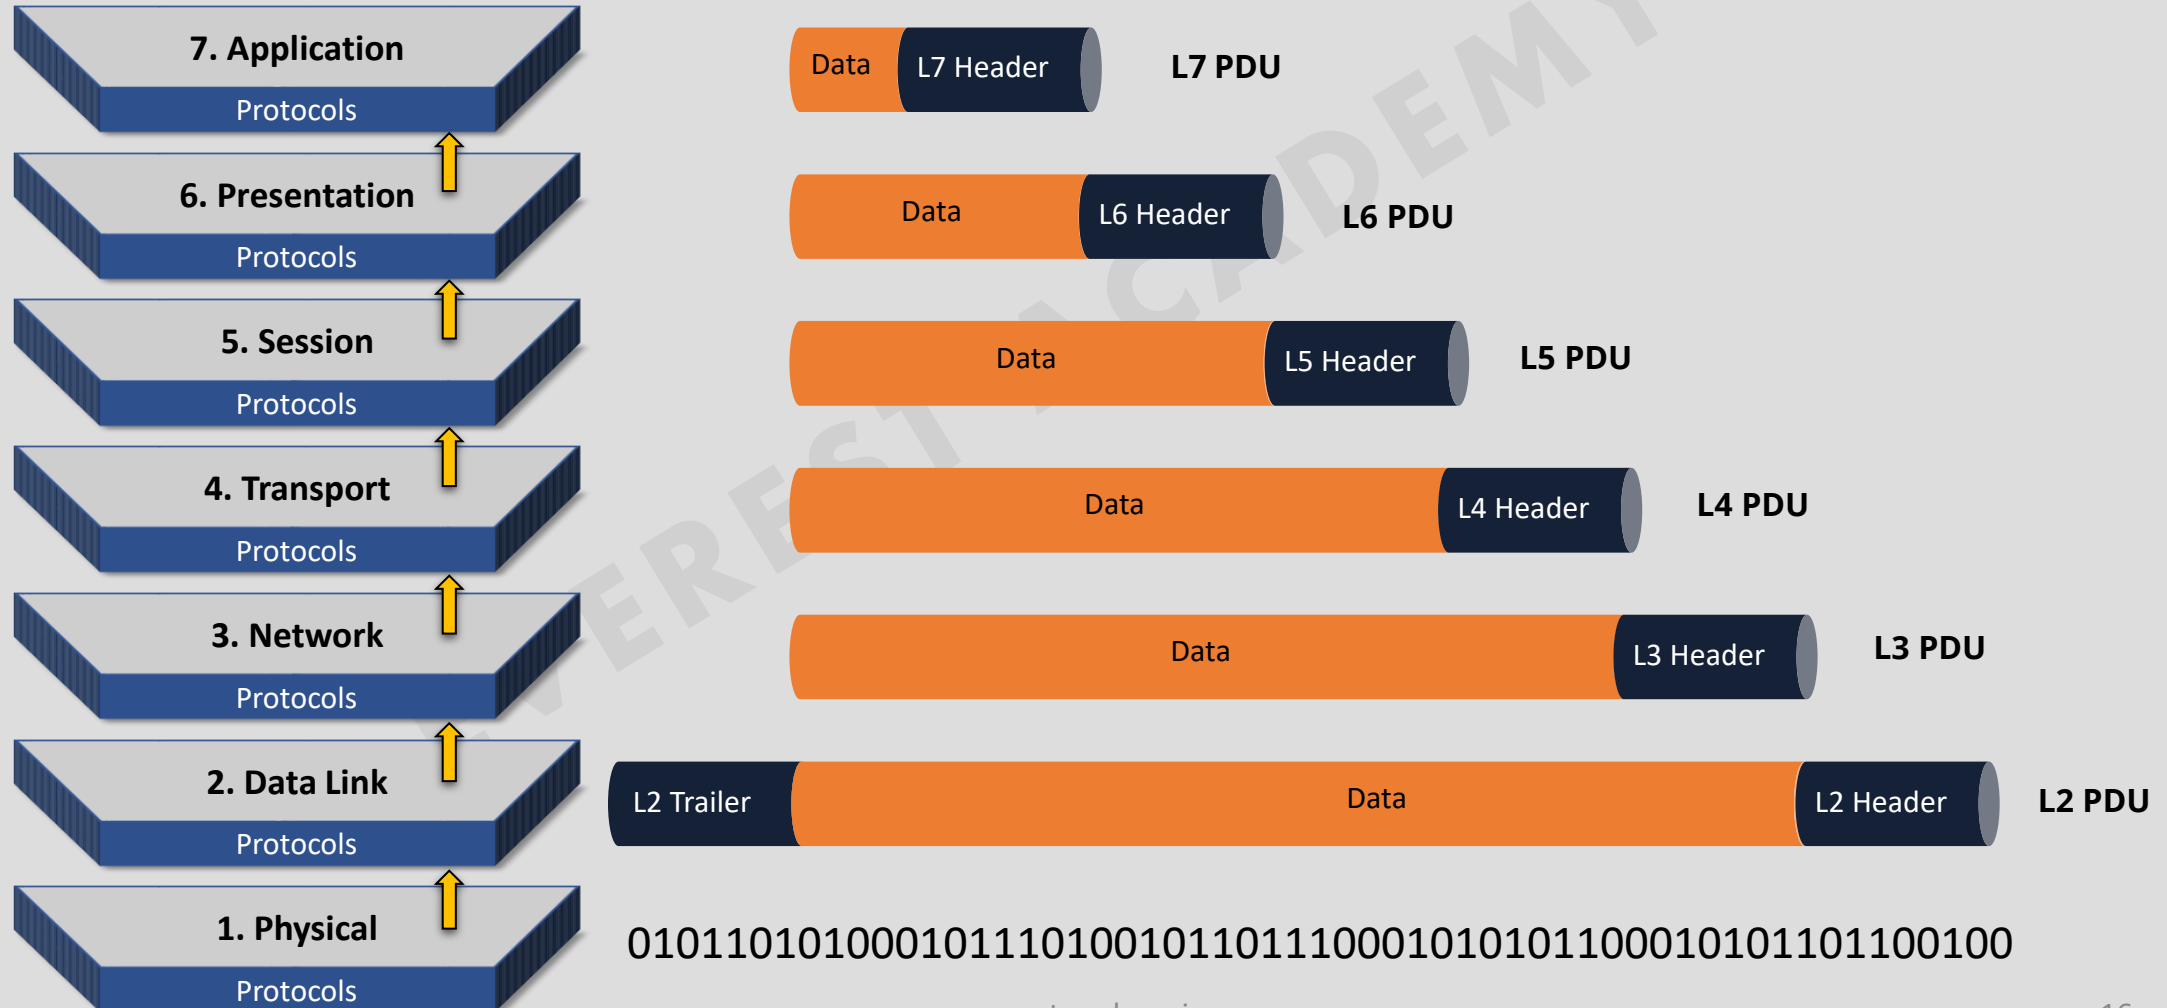 7. Application
Protocols
Data L7 Header L7 PDU
6. Presentation
Protocols
Data L6 Header L6 PDU
5. Session
Protocols
Data L5 Header L5 PDU
4. Transport
Protocols
Data L4 Header L4 PDU
3. Network
Protocols
Data L3 Header L3 PDU
2. Data Link
Protocols
L2 Trailer Data L2 Header L2 PDU
1. Physical
Protocols
010110101000101110100101101110001010101100010101101100100
ACADEMY